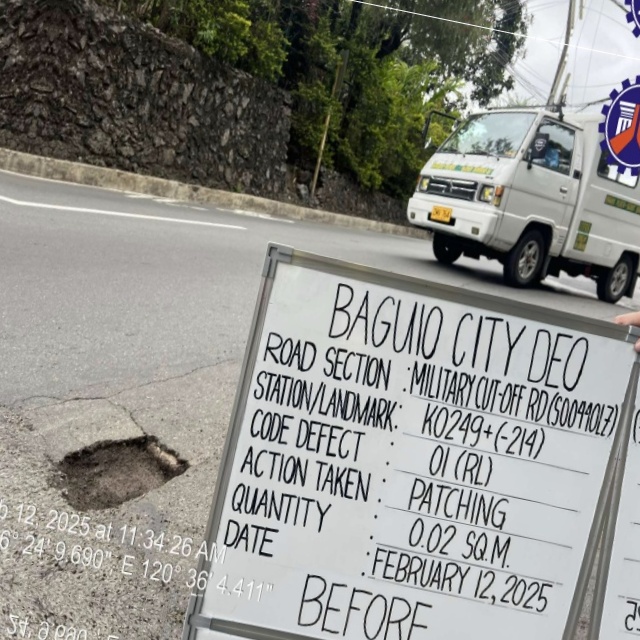 BAGUIO CITY DEO
ROAD SECTION : MILITARY CUT-OFF RD (S00440LZ)
STATION/LANDMARK: K0249+(-214)
CODE DEFECT : 01 (RL)
ACTION TAKEN : PATCHING
QUANTITY : 0.02 SQ.M.
DATE : FEBRUARY 12, 2025
BEFORE
12, 2025 at 11:34:26 AM
24' 9.690" E 120° 36' 4.411"